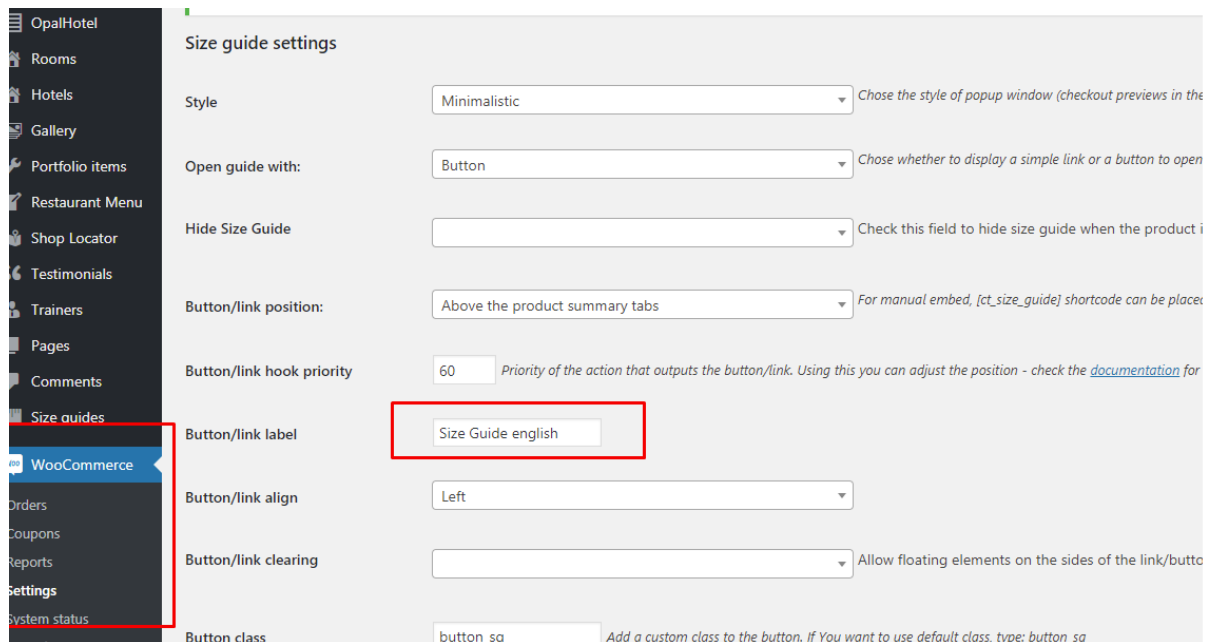 OpalHotel
Rooms
Hotels
Gallery
Portfolio items
Restaurant Menu
Shop Locator
Testimonials
Trainers
Pages
Comments
Size guides
WooCommerce
Orders
Coupons
Reports
Settings
System status
Size guide settings
Style
Minimalistic
Chose the style of popup window (checkout previews in the
Open guide with:
Button
Chose whether to display a simple link or a button to open
Hide Size Guide
Check this field to hide size guide when the product i
Button/link position:
Above the product summary tabs
For manual embed, [ct_size_guide] shortcode can be placed
Button/link hook priority
60
Priority of the action that outputs the button/link. Using this you can adjust the position - check the documentation for
Button/link label
Size Guide english
Button/link align
Left
Button/link clearing
Allow floating elements on the sides of the link/butto
Button class
button_sg
Add a custom class to the button. If You want to use default class, type: button_sg